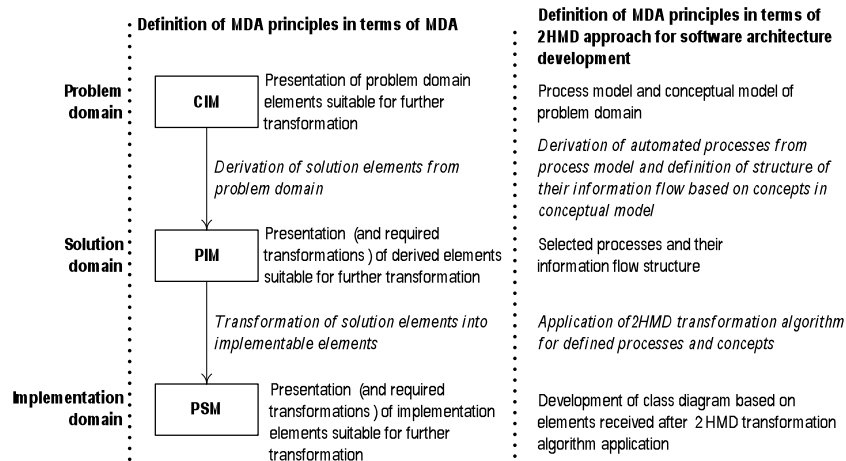 Definition of MDA principles in terms of MDA
Definition of MDA principles in terms of
2HMD approach for software architecture
development
Problem
domain
CIM
Presentation of problem domain
elements suitable for further
transformation
Process model and conceptual model of
problem domain
Derivation of solution elements from
problem domain
Derivation of automated processes from
process model and definition of structure of
their information flow based on concepts in
conceptual model
Solution
domain
PIM
Presentation (and required
transformations ) of derived elements
suitable for further transformation
Selected processes and their
information flow structure
Transformation of solution elements into
implementable elements
Application of2HMD transformation algorithm
for defined processes and concepts
Implementation
domain
PSM
Presentation (and required
transformations ) of implementation
elements suitable for further
transformation
Development of class diagram based on
elements received after 2 HMD transformation
algorithm application